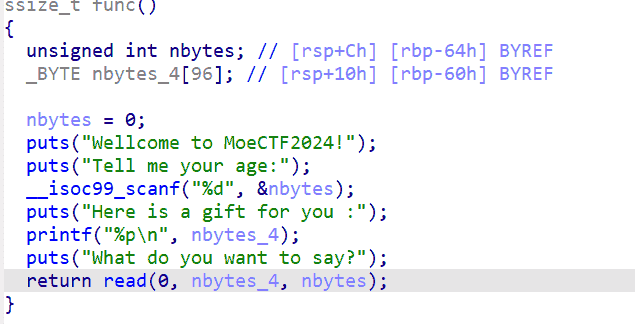 ssize_t func()
{
unsigned int nbytes; // [rsp+Ch] [rbp-64h] BYREF
_BYTE nbytes_4[96]; // [rsp+10h] [rbp-60h] BYREF
nbytes = 0;
puts("Wellcome to MoeCTF2024!");
puts("Tell me your age:");
__isoc99_scanf("%d", &nbytes);
puts("Here is a gift for you :");
printf("%p\n", nbytes_4);
puts("What do you want to say?");
return read(0, nbytes_4, nbytes);
}